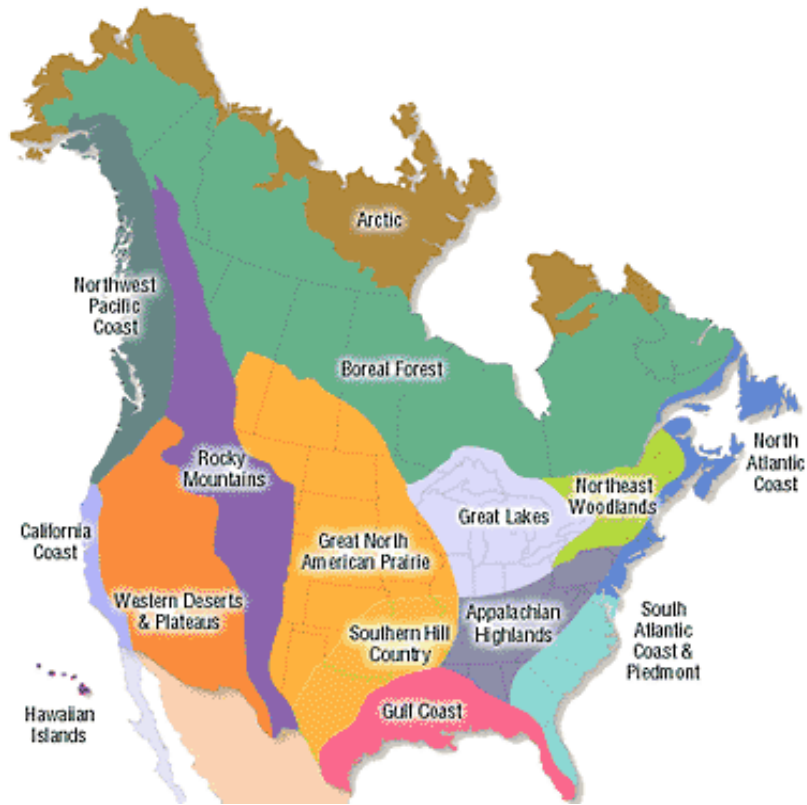 Arctic
Northwest
Pacific
Coast
Boreal Forest
Rocky
Mountains
North
Atlantic
Coast
Northeast
Woodlands
Great Lakes
California
Coast
Great North
American Prairie
Western Deserts
& Plateaus
Southern Hill
Country
Appalachian
Highlands
South
Atlantic
Coast &
Piedmont
Gulf Coast
Hawaiian
Islands